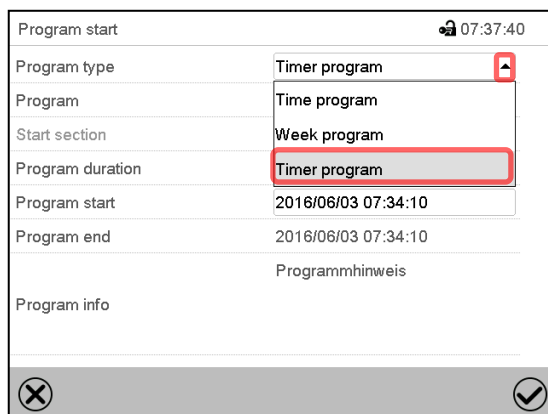 Program start 07:37:40
Program type Timer program
Program Time program
Start section Week program
Program duration Timer program
Program start 2016/06/03 07:34:10
Program end 2016/06/03 07:34:10
Programmhinweis
Program info